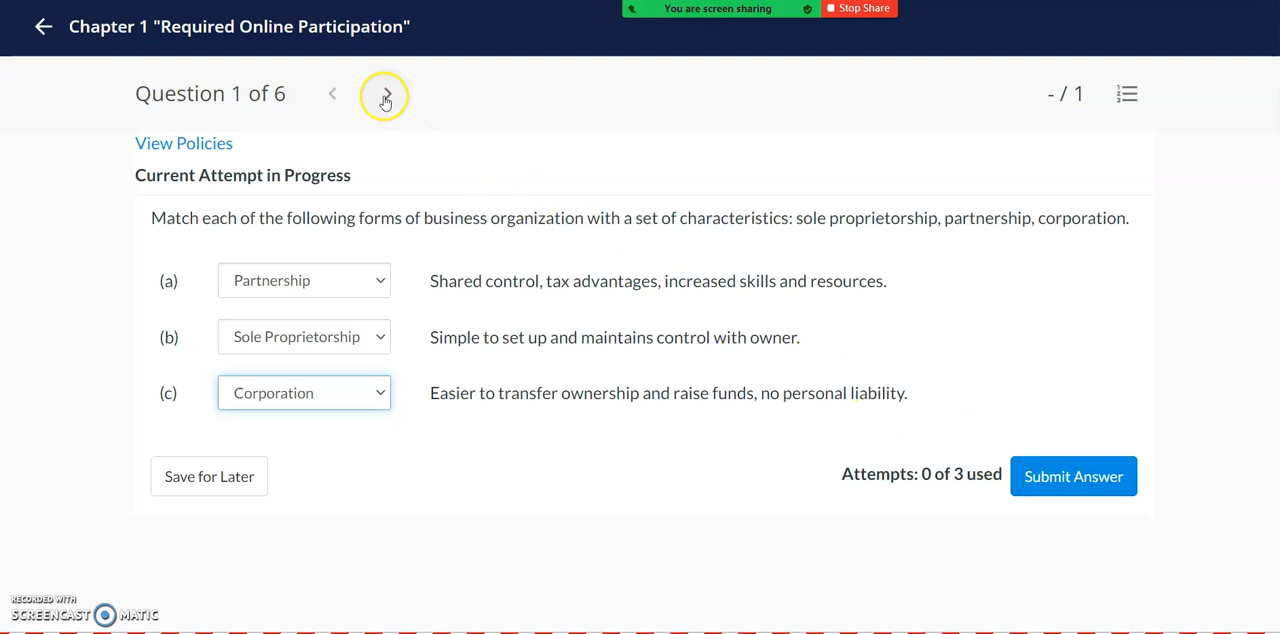 You are screen sharing
Stop Share
Chapter 1 "Required Online Participation"
Question 1 of 6
- / 1
View Policies
Current Attempt in Progress
Match each of the following forms of business organization with a set of characteristics: sole proprietorship, partnership, corporation.
(a) Partnership Shared control, tax advantages, increased skills and resources.
(b) Sole Proprietorship Simple to set up and maintains control with owner.
(c) Corporation Easier to transfer ownership and raise funds, no personal liability.
Save for Later
Attempts: 0 of 3 used
Submit Answer
RECORDED WITH
SCREENCAST MATIC